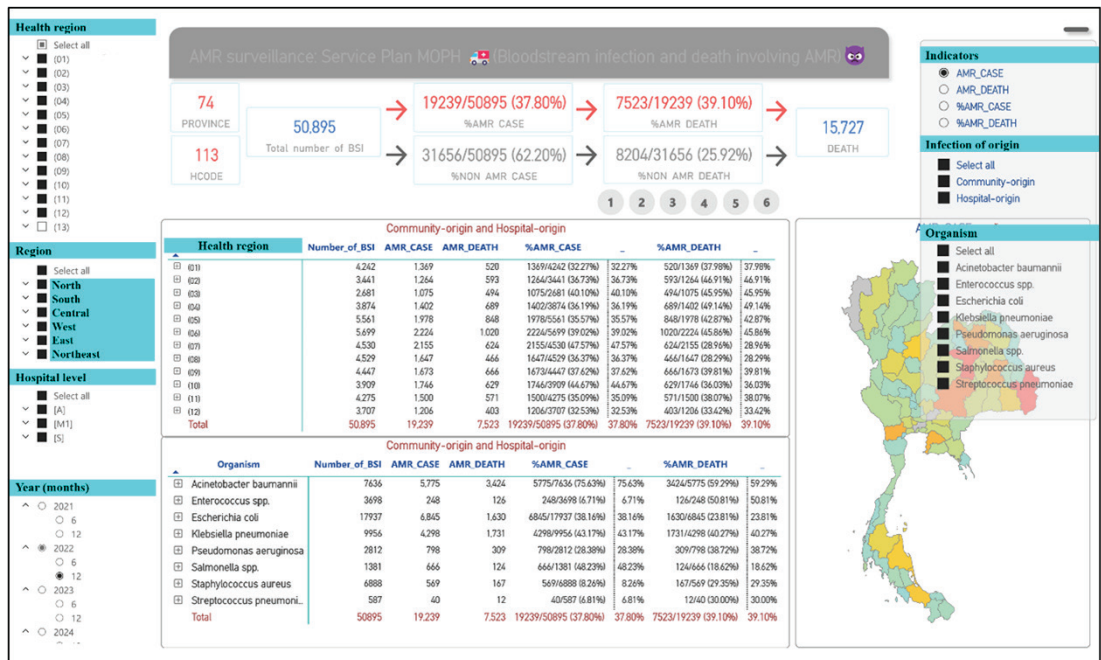 Health region
Select all
(01)
(02)
(03)
(04)
(05)
(06)
(07)
(08)
(09)
(10)
(11)
(12)
(13)
Region
Select all
North
South
Central
West
East
Northeast
Hospital level
Select all
[A]
[M1]
[S]
Year (months)
2021
6
12
2022
6
12
2023
6
12
2024
AMR surveillance: Service Plan MOPH 🚑 (Bloodstream infection and death involving AMR) 👿
74
PROVINCE
113
HCODE
50,895
Total number of BSI
19239/50895 (37.80%)
%AMR CASE
31656/50895 (62.20%)
%NON AMR CASE
7523/19239 (39.10%)
%AMR DEATH
8204/31656 (25.92%)
%NON AMR DEATH
15,727
DEATH
1 2 3 4 5 6
Community-origin and Hospital-origin
Health region Number_of_BSI AMR_CASE AMR_DEATH %AMR_CASE _ %AMR_DEATH _
(01) 4,242 1,369 520 1369/4242 (32.27%) 32.27% 520/1369 (37.98%) 37.98%
(02) 3,441 1,264 593 1264/3441 (36.73%) 36.73% 593/1264 (46.91%) 46.91%
(03) 2,681 1,075 494 1075/2681 (40.10%) 40.10% 494/1075 (45.95%) 45.95%
(04) 3,874 1,402 689 1402/3874 (36.19%) 36.19% 689/1402 (49.14%) 49.14%
(05) 5,561 1,978 848 1978/5561 (35.57%) 35.57% 848/1978 (42.87%) 42.87%
(06) 5,699 2,224 1,020 2224/5699 (39.02%) 39.02% 1020/2224 (45.86%) 45.86%
(07) 4,530 2,155 624 2155/4530 (47.57%) 47.57% 624/2155 (28.96%) 28.96%
(08) 4,529 1,647 466 1647/4529 (36.37%) 36.37% 466/1647 (28.29%) 28.29%
(09) 4,447 1,673 666 1673/4447 (37.62%) 37.62% 666/1673 (39.81%) 39.81%
(10) 3,909 1,746 629 1746/3909 (44.67%) 44.67% 629/1746 (36.03%) 36.03%
(11) 4,275 1,500 571 1500/4275 (35.09%) 35.09% 571/1500 (38.07%) 38.07%
(12) 3,707 1,206 403 1206/3707 (32.53%) 32.53% 403/1206 (33.42%) 33.42%
Total 50,895 19,239 7,523 19239/50895 (37.80%) 37.80% 7523/19239 (39.10%) 39.10%
Community-origin and Hospital-origin
Organism Number_of_BSI AMR_CASE AMR_DEATH %AMR_CASE _ %AMR_DEATH _
Acinetobacter baumannii 7636 5,775 3,424 5775/7636 (75.63%) 75.63% 3424/5775 (59.29%) 59.29%
Enterococcus spp. 3698 248 126 248/3698 (6.71%) 6.71% 126/248 (50.81%) 50.81%
Escherichia coli 17937 6,845 1,630 6845/17937 (38.16%) 38.16% 1630/6845 (23.81%) 23.81%
Klebsiella pneumoniae 9956 4,298 1,731 4298/9956 (43.17%) 43.17% 1731/4298 (40.27%) 40.27%
Pseudomonas aeruginosa 2812 798 309 798/2812 (28.38%) 28.38% 309/798 (38.72%) 38.72%
Salmonella spp. 1381 666 124 666/1381 (48.23%) 48.23% 124/666 (18.62%) 18.62%
Staphylococcus aureus 6888 569 167 569/6888 (8.26%) 8.26% 167/569 (29.35%) 29.35%
Streptococcus pneumoni... 587 40 12 40/587 (6.81%) 6.81% 12/40 (30.00%) 30.00%
Total 50895 19,239 7,523 19239/50895 (37.80%) 37.80% 7523/19239 (39.10%) 39.10%
Indicators
AMR_CASE
AMR_DEATH
%AMR_CASE
%AMR_DEATH
Infection of origin
Select all
Community-origin
Hospital-origin
Organism
Select all
Acinetobacter baumannii
Enterococcus spp.
Escherichia coli
Klebsiella pneumoniae
Pseudomonas aeruginosa
Salmonella spp.
Staphylococcus aureus
Streptococcus pneumoniae